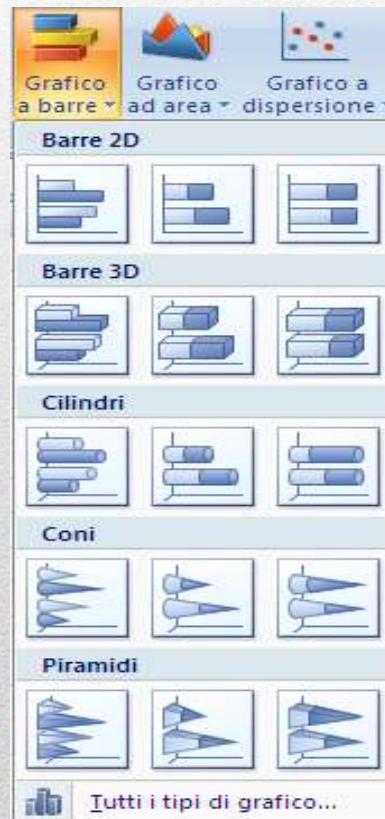 Grafico a barre
Grafico ad area
Grafico a dispersione
Barre 2D
Barre 3D
Cilindri
Coni
Piramidi
Tutti i tipi di grafico...